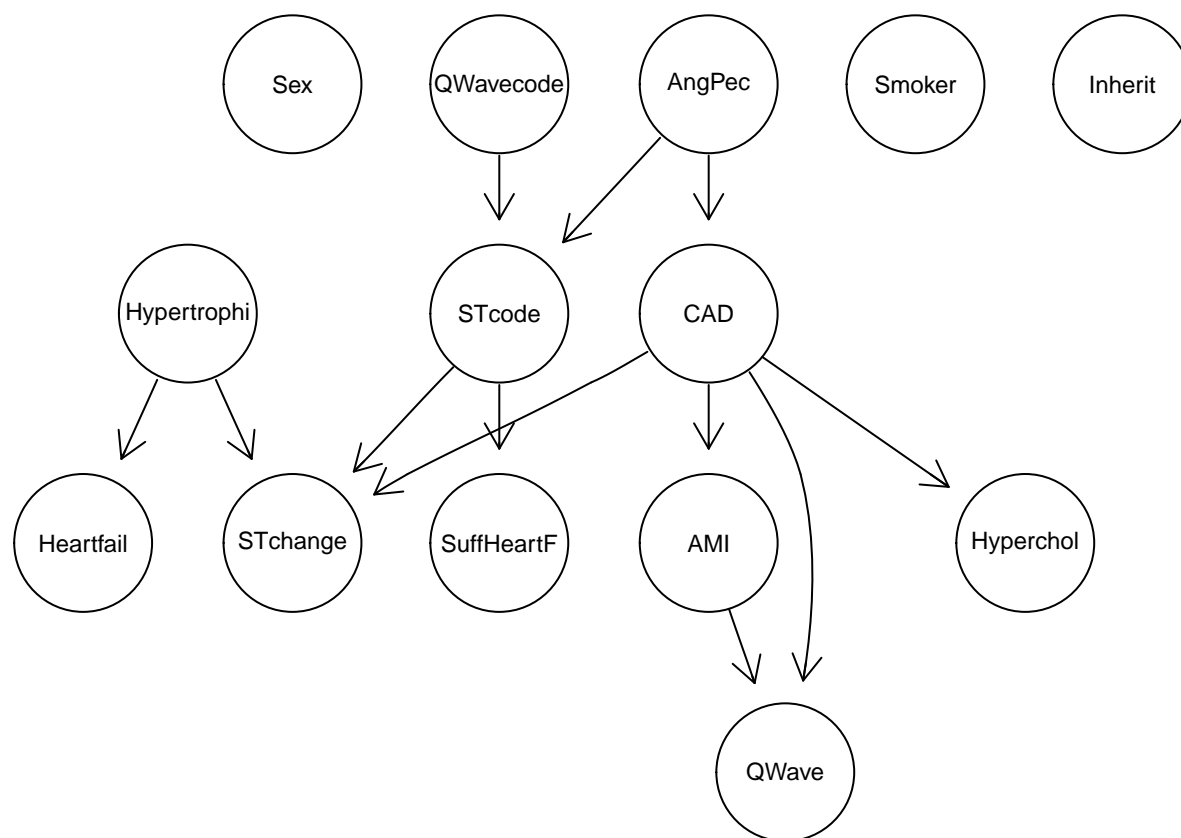 Sex
QWavecode
AngPec
Smoker
Inherit
Hypertrophi
STcode
CAD
Heartfail
STchange
SuffHeartF
AMI
Hyperchol
QWave